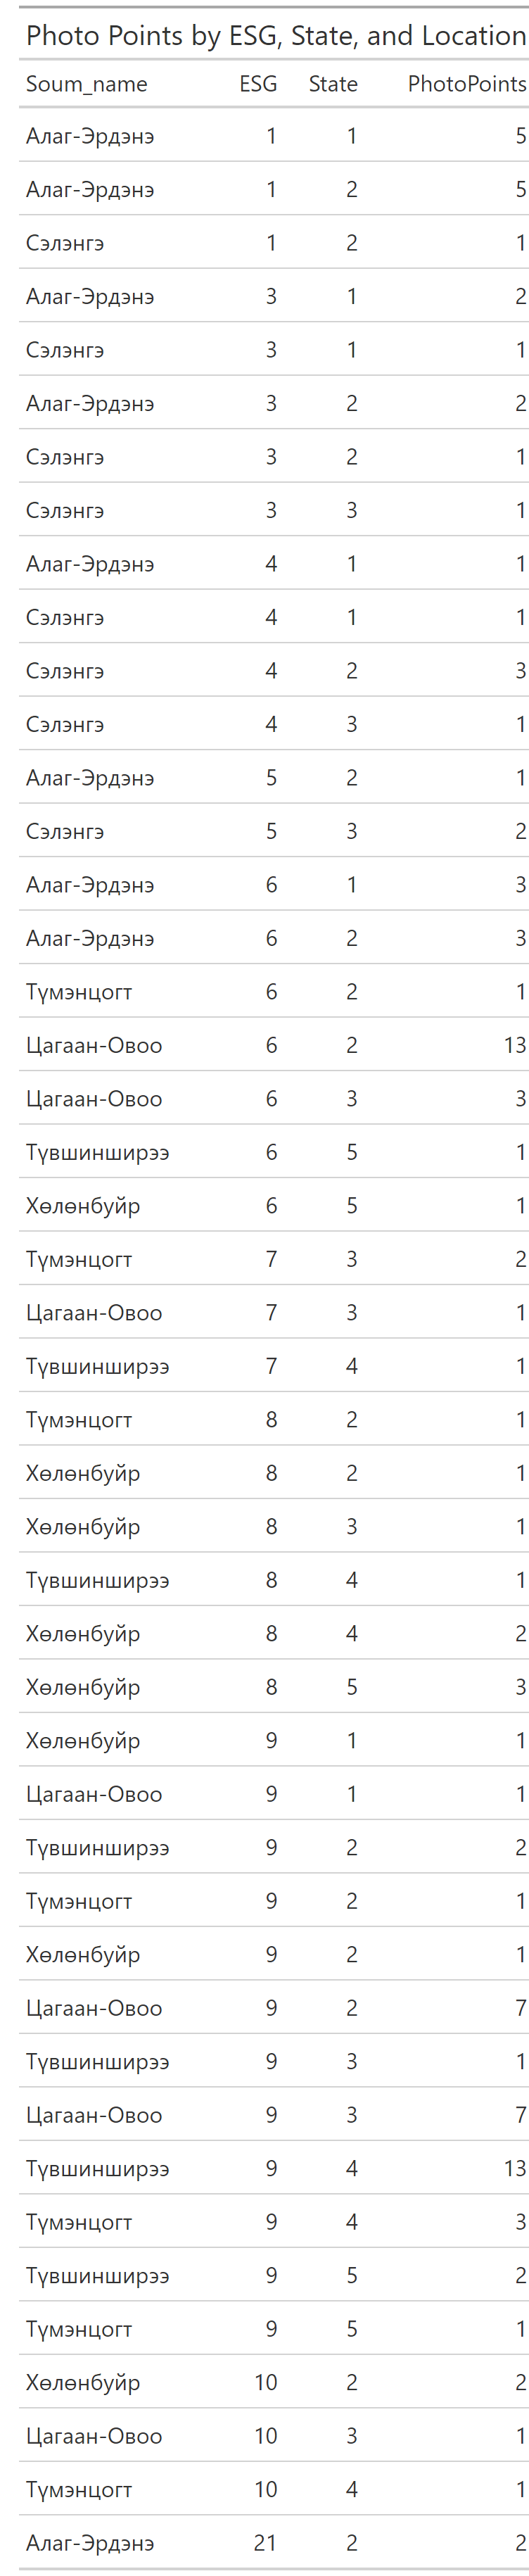 Photo Points by ESG, State, and Location
Soum_name ESG State PhotoPoints
Алаг-Эрдэнэ 1 1 5
Алаг-Эрдэнэ 1 2 5
Сэлэнгэ 1 2 1
Алаг-Эрдэнэ 3 1 2
Сэлэнгэ 3 1 1
Алаг-Эрдэнэ 3 2 2
Сэлэнгэ 3 2 1
Сэлэнгэ 3 3 1
Алаг-Эрдэнэ 4 1 1
Сэлэнгэ 4 1 1
Сэлэнгэ 4 2 3
Сэлэнгэ 4 3 1
Алаг-Эрдэнэ 5 2 1
Сэлэнгэ 5 3 2
Алаг-Эрдэнэ 6 1 3
Алаг-Эрдэнэ 6 2 3
Түмэнцогт 6 2 1
Цагаан-Овоо 6 2 13
Цагаан-Овоо 6 3 3
Түвшинширээ 6 5 1
Хөлөнбуйр 6 5 1
Түмэнцогт 7 3 2
Цагаан-Овоо 7 3 1
Түвшинширээ 7 4 1
Түмэнцогт 8 2 1
Хөлөнбуйр 8 2 1
Хөлөнбуйр 8 3 1
Түвшинширээ 8 4 1
Хөлөнбуйр 8 4 2
Хөлөнбуйр 8 5 3
Хөлөнбуйр 9 1 1
Цагаан-Овоо 9 1 1
Түвшинширээ 9 2 2
Түмэнцогт 9 2 1
Хөлөнбуйр 9 2 1
Цагаан-Овоо 9 2 7
Түвшинширээ 9 3 1
Цагаан-Овоо 9 3 7
Түвшинширээ 9 4 13
Түмэнцогт 9 4 3
Түвшинширээ 9 5 2
Түмэнцогт 9 5 1
Хөлөнбуйр 10 2 2
Цагаан-Овоо 10 3 1
Түмэнцогт 10 4 1
Алаг-Эрдэнэ 21 2 2